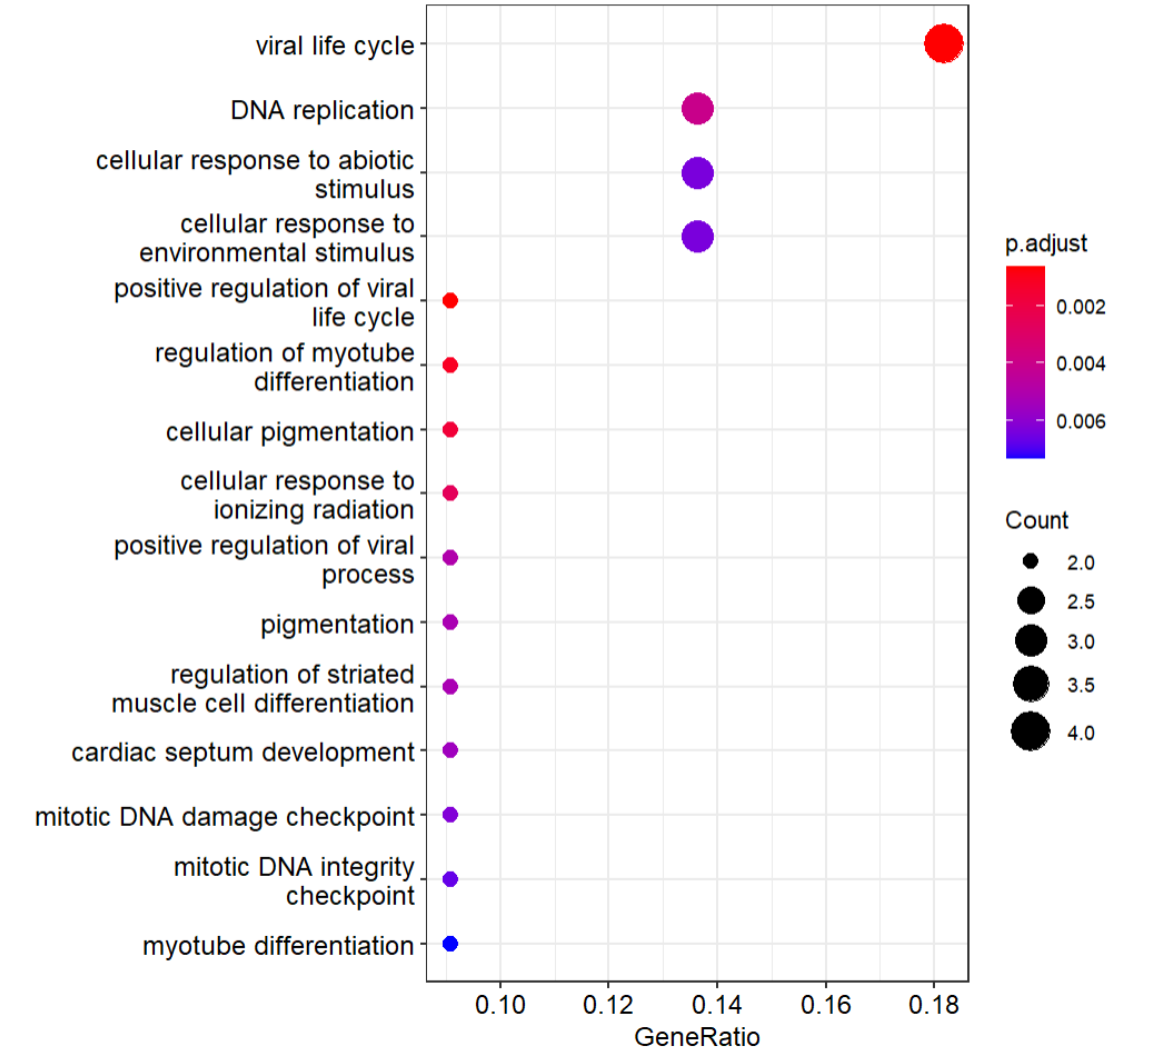 viral life cycle
DNA replication
cellular response to abiotic
stimulus
cellular response to
environmental stimulus
positive regulation of viral
life cycle
regulation of myotube
differentiation
cellular pigmentation
cellular response to
ionizing radiation
positive regulation of viral
process
pigmentation
regulation of striated
muscle cell differentiation
cardiac septum development
mitotic DNA damage checkpoint
mitotic DNA integrity
checkpoint
myotube differentiation
0.10 0.12 0.14 0.16 0.18
GeneRatio
p.adjust
0.002
0.004
0.006
Count
2.0
2.5
3.0
3.5
4.0